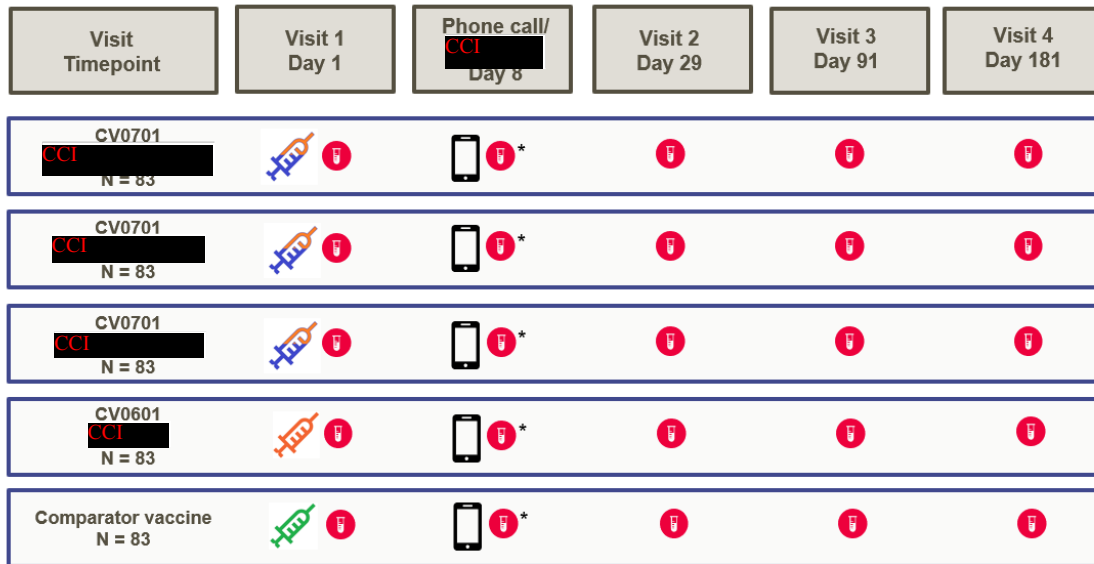 Visit
Timepoint
Visit 1
Day 1
Phone call/
CCI
Day 8
Visit 2
Day 29
Visit 3
Day 91
Visit 4
Day 181
CV0701
CCI
N = 83
*
CV0701
CCI
N = 83
*
CV0701
CCI
N = 83
*
CV0601
CCI
N = 83
*
Comparator vaccine
N = 83
*